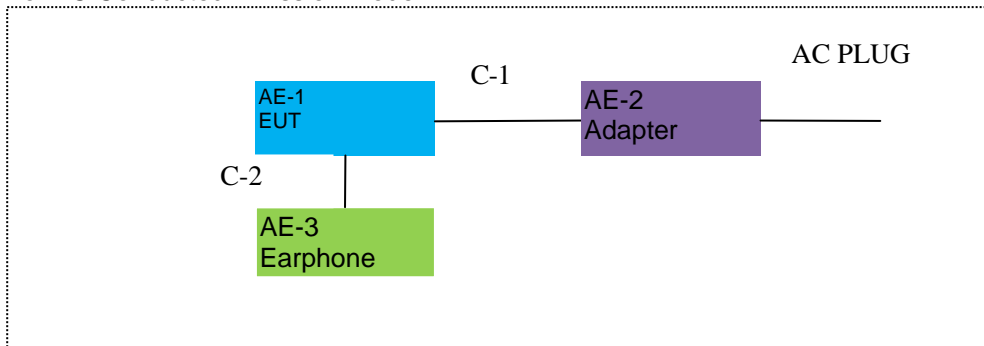 AC PLUG
C-1
AE-1
EUT
AE-2
Adapter
C-2
AE-3
Earphone